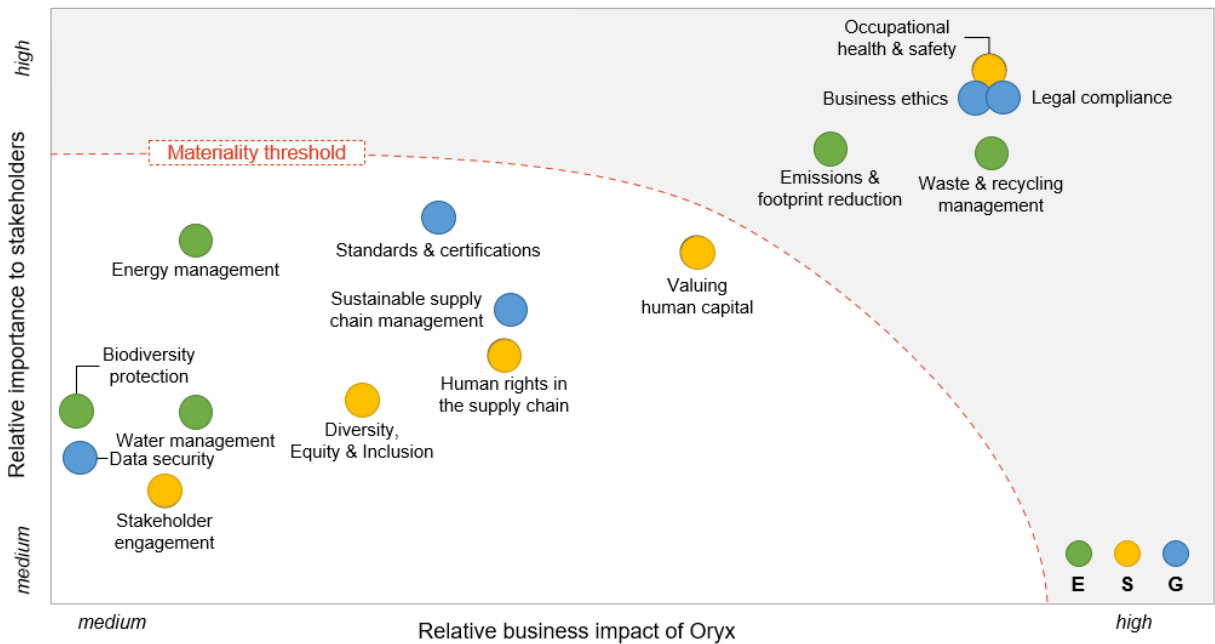 Relative importance to stakeholders
high
medium
Occupational
health & safety
Business ethics
Legal compliance
Materiality threshold
Emissions &
footprint reduction
Waste & recycling
management
Standards & certifications
Energy management
Valuing
human capital
Sustainable supply
chain management
Biodiversity
protection
Human rights in
the supply chain
Diversity,
Equity & Inclusion
Water management
Data security
Stakeholder
engagement
E S G
medium
Relative business impact of Oryx
high